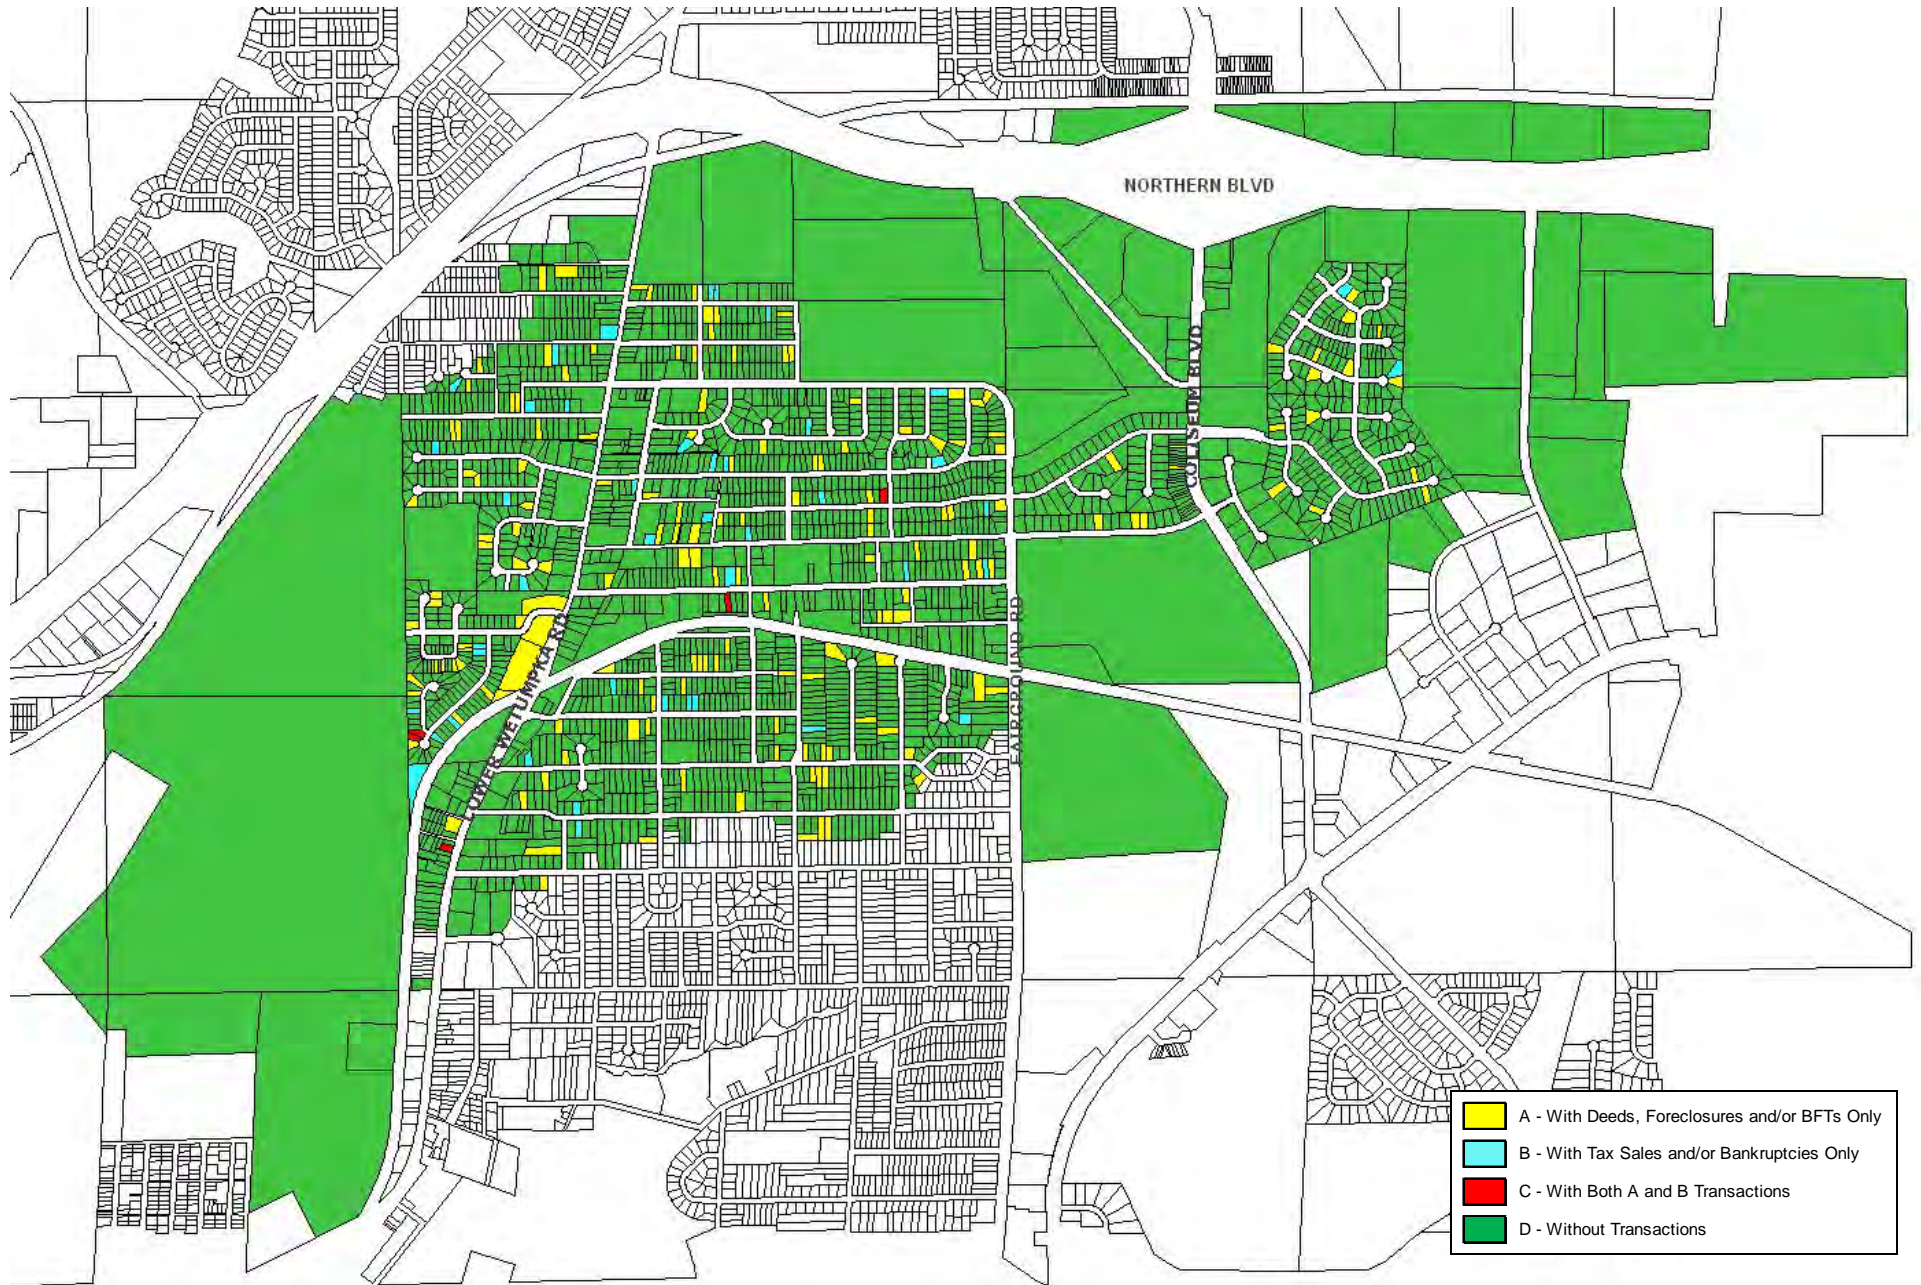 NORTHERN BLVD
COLISEUM BLVD
FAIRGROUND RD
LOWER WETUMPKA RD
A - With Deeds, Foreclosures and/or BFTs Only
B - With Tax Sales and/or Bankruptcies Only
C - With Both A and B Transactions
D - Without Transactions